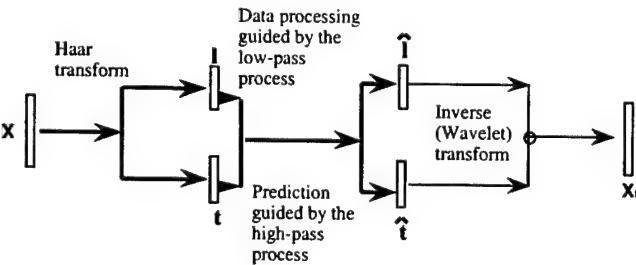 Haar
transform
Data processing
guided by the
low-pass
process
l
l̂
X
Inverse
(Wavelet)
transform
t
Prediction
guided by the
high-pass
process
t̂